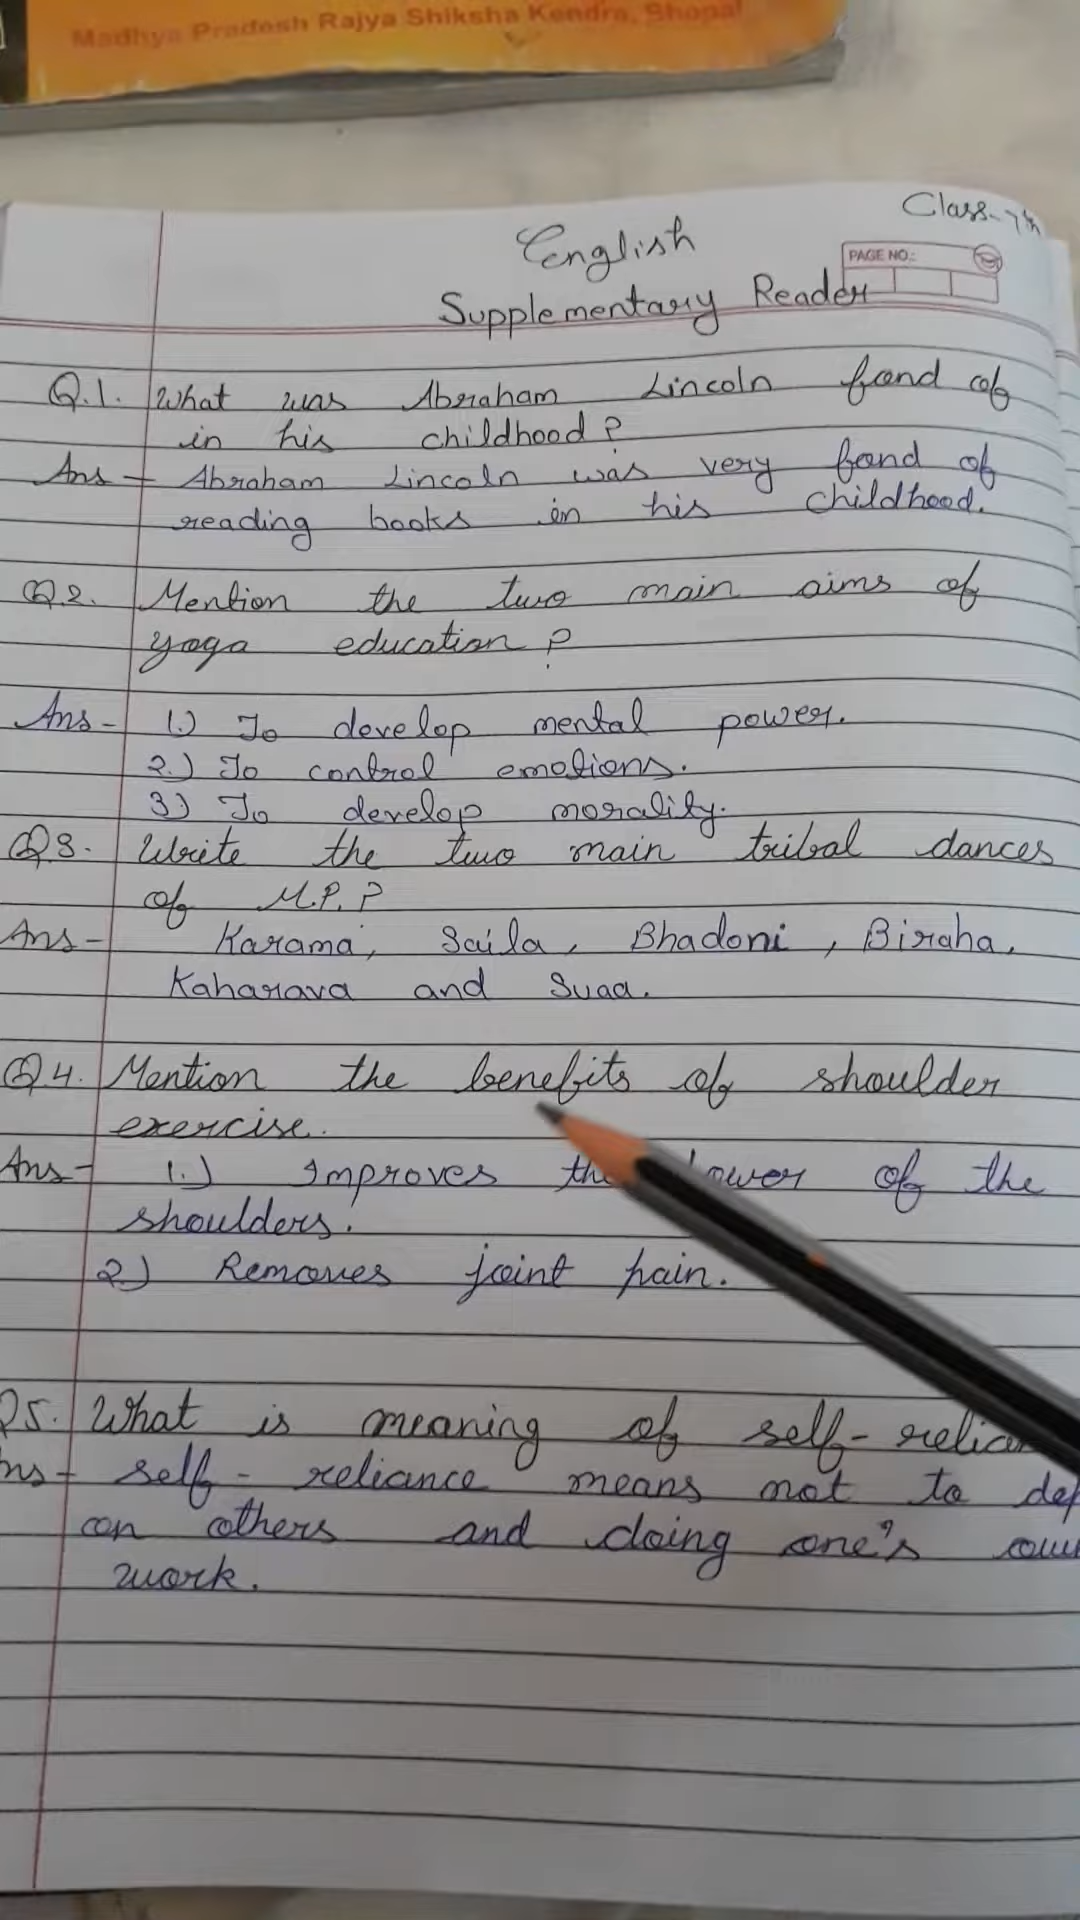 Madhya Pradesh Rajya Shiksha Kendra, Bhopal
Class-7th
English
PAGE NO.:
Supplementary Reader
Q.1. What was Abraham Lincoln fond of
in his childhood?
Ans - Abraham Lincoln was very fond of
reading books in his childhood.
Q.2. Mention the two main aims of
yoga education?
Ans- 1.) To develop mental power.
2.) To control emotions.
3) To develop morality.
Q3. Write the two main tribal dances
of M.P.?
Ans- Karama, Saila, Bhadoni, Biraha,
Kaharava and Suaa.
Q4. Mention the benefits of shoulder
exercise.
Ans- 1.) Improves the power of the
shoulders.
2) Removes joint pain.
Q5. What is meaning of self-
Ans- self-reliance means not to
on others and doing one's
work.